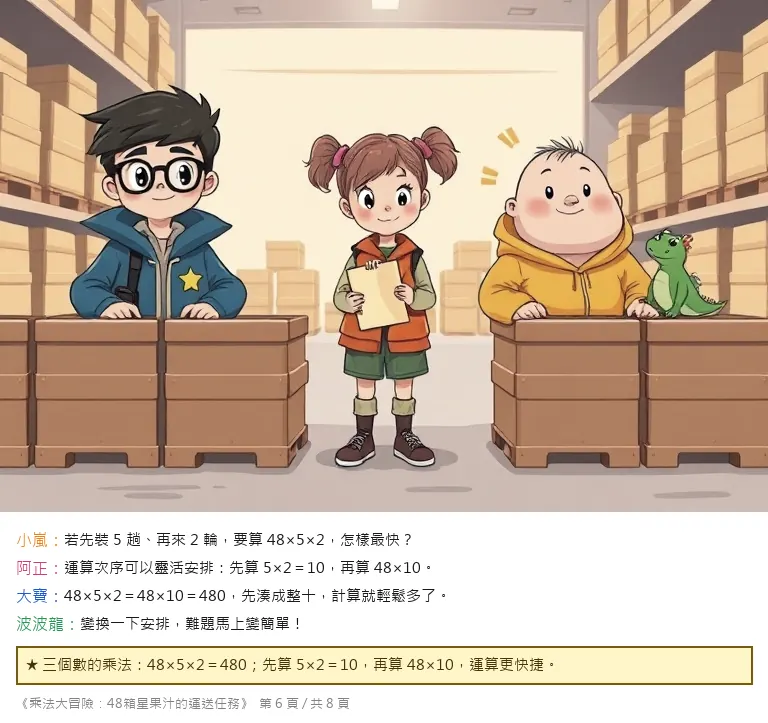 小嵐：若先裝 5 趟、再來 2 輪，要算 48×5×2，怎樣最快？
阿正：運算次序可以靈活安排：先算 5×2＝10，再算 48×10。
大寶：48×5×2＝48×10＝480，先湊成整十，計算就輕鬆多了。
波波龍：變換一下安排，難題馬上變簡單！
★ 三個數的乘法：48×5×2＝480；先算 5×2＝10，再算 48×10，運算更快捷。
《乘法大冒險：48箱星果汁的運送任務》 第 6 頁 / 共 8 頁